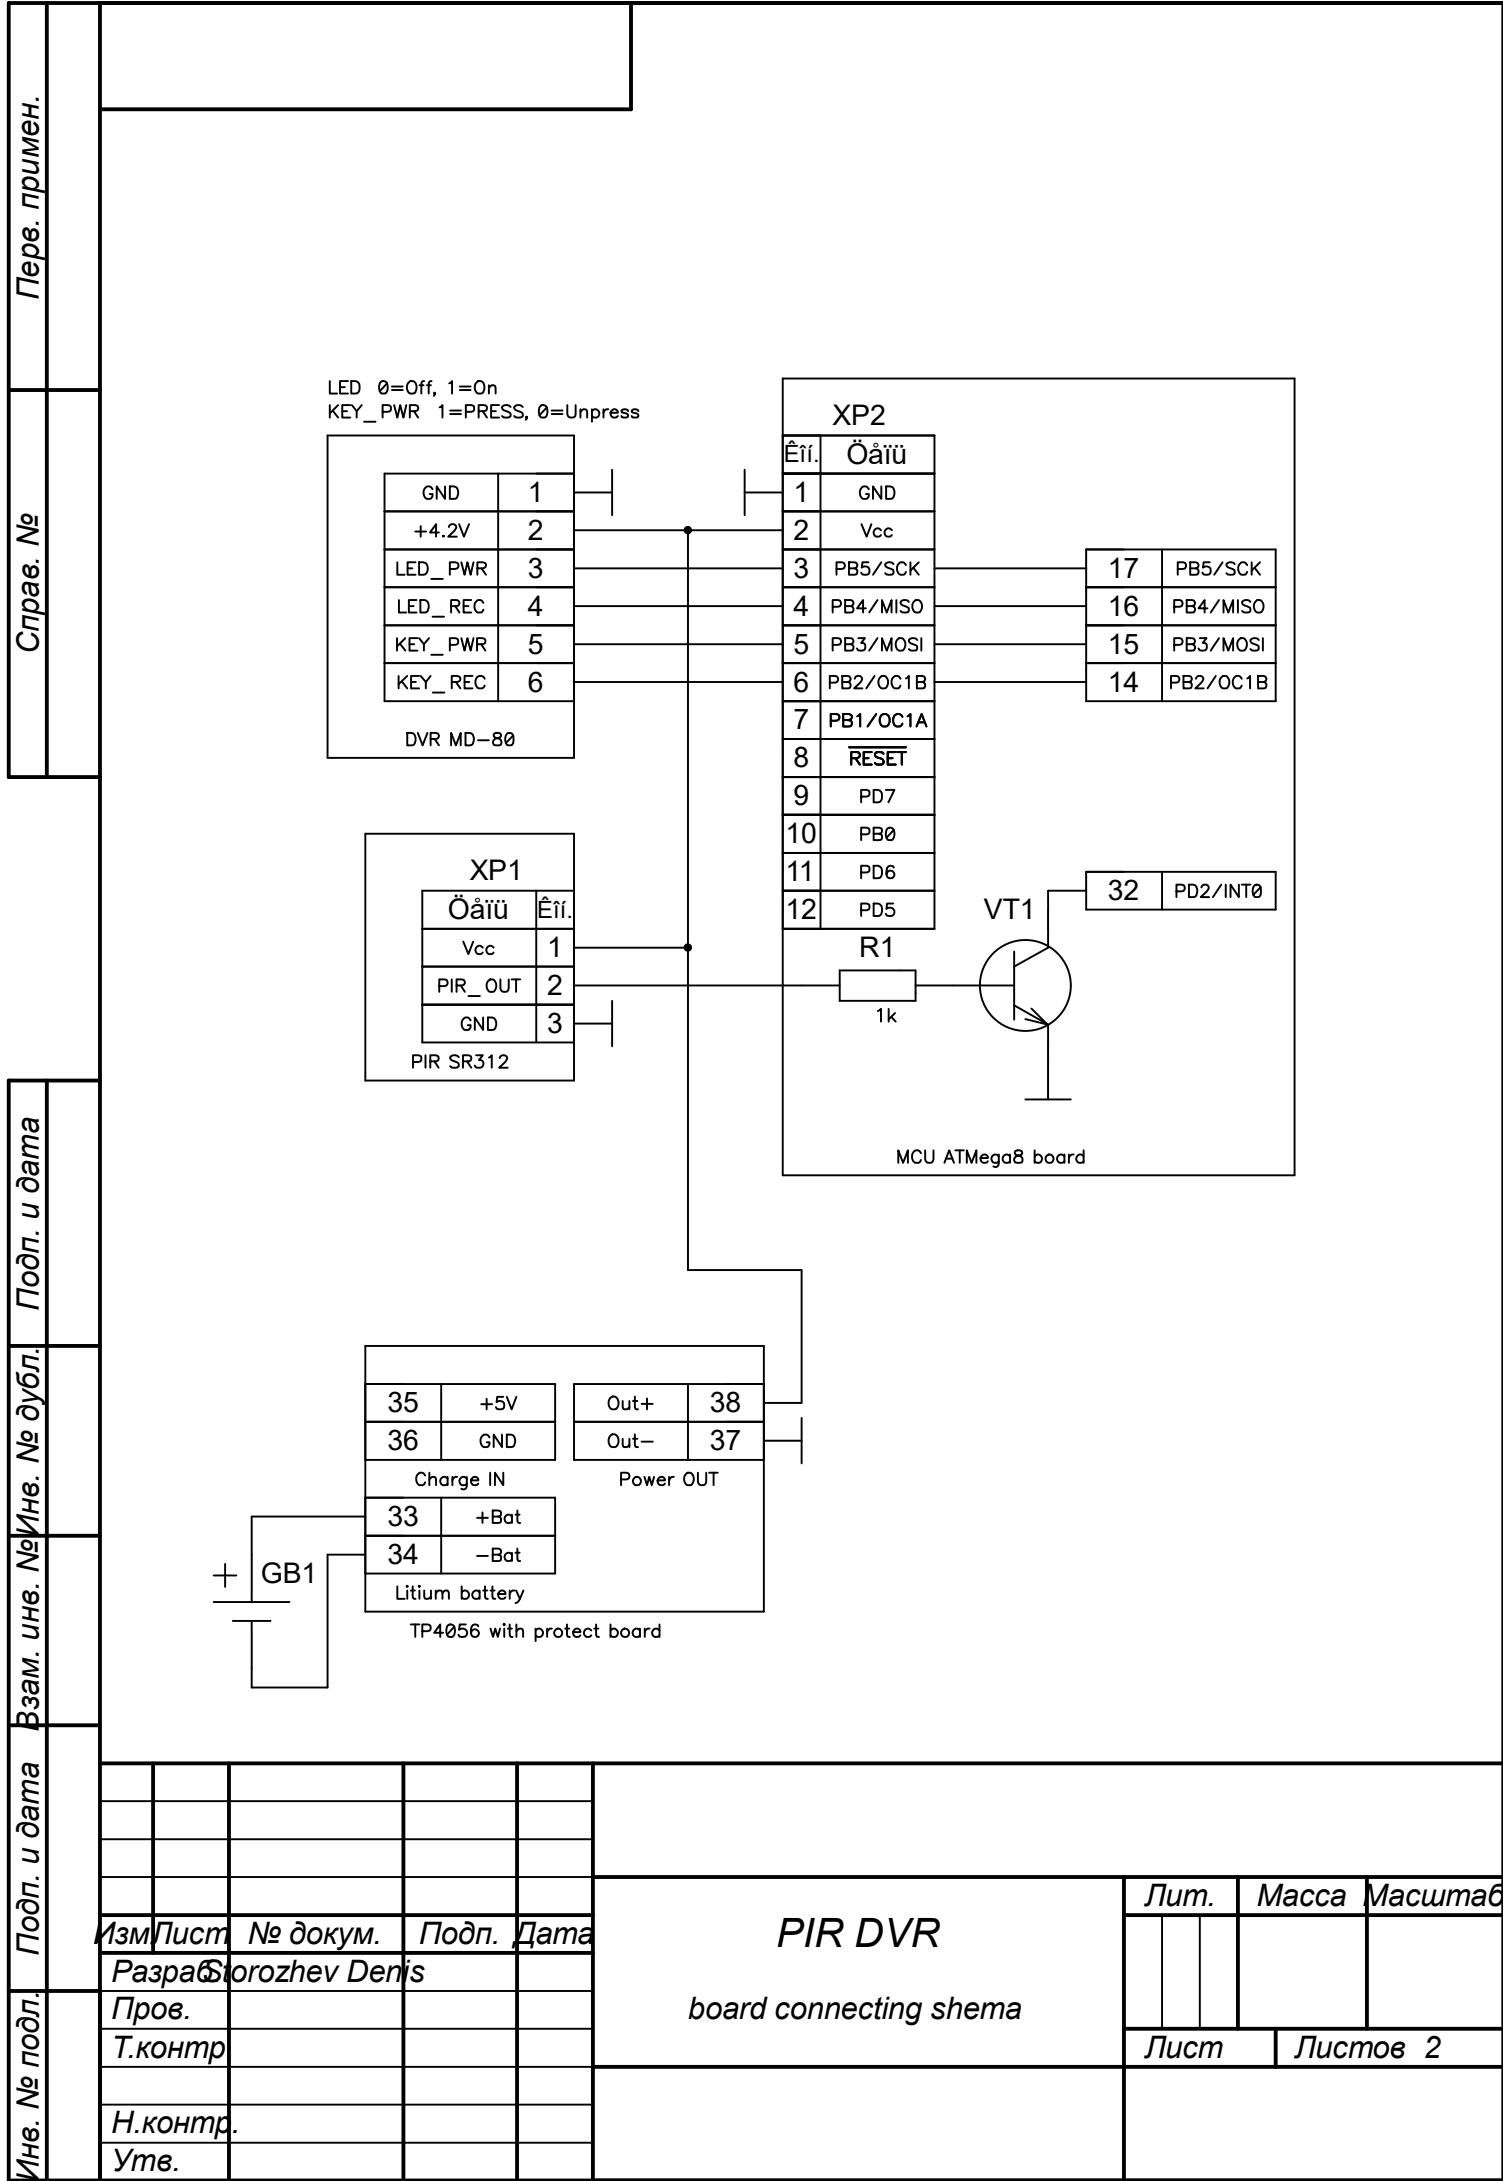 Перв. примен.
Справ. №
Подп. и дата
Инв. № дубл.
Взам. инв. №
Подп. и дата
Инв. № подл.
LED 0=Off, 1=On
KEY_PWR 1=PRESS, 0=Unpress
GND 1
+4.2V 2
LED_PWR 3
LED_REC 4
KEY_PWR 5
KEY_REC 6
DVR MD-80
XP2
Êîí. Öåïü
1 GND
2 Vcc
3 PB5/SCK
4 PB4/MISO
5 PB3/MOSI
6 PB2/OC1B
7 PB1/OC1A
8 RESET
9 PD7
10 PB0
11 PD6
12 PD5
17 PB5/SCK
16 PB4/MISO
15 PB3/MOSI
14 PB2/OC1B
32 PD2/INT0
VT1
R1
1k
MCU ATMega8 board
XP1
Öåïü Êîí.
Vcc 1
PIR_OUT 2
GND 3
PIR SR312
35 +5V
36 GND
Charge IN
Out+ 38
Out- 37
Power OUT
33 +Bat
34 -Bat
Litium battery
TP4056 with protect board
+ GB1
Изм Лист № докум. Подп. Дата
Разраб. Storozhev Denis
Пров.
Т.контр
Н.контр.
Утв.
PIR DVR
board connecting shema
Лит. Масса Масштаб
Лист Листов 2